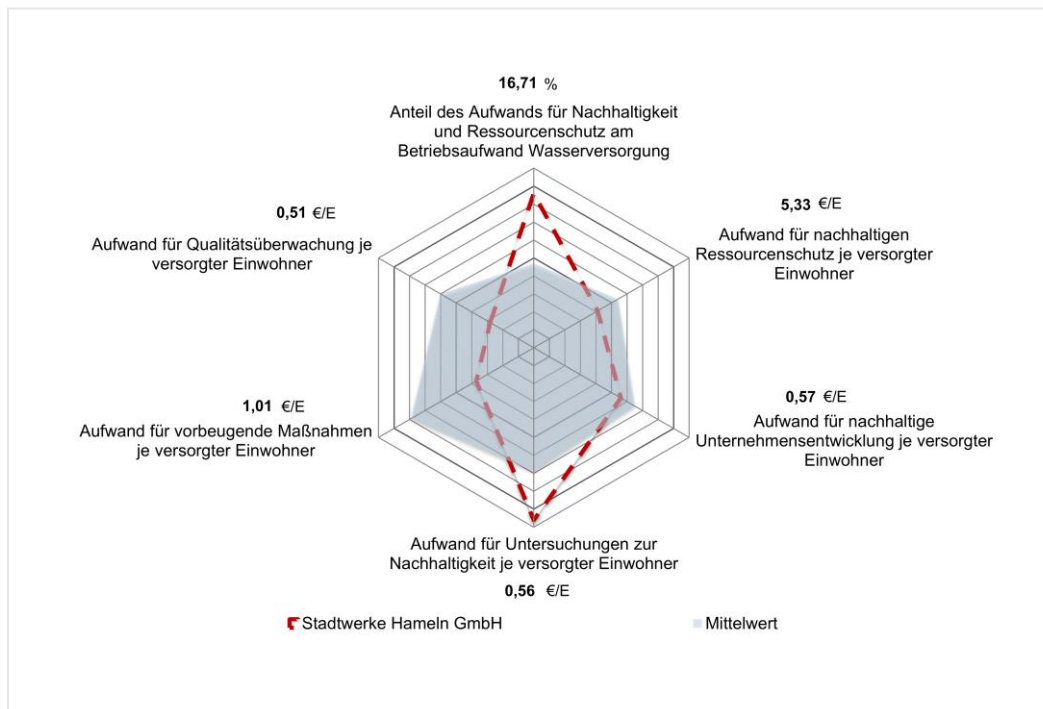 16,71 %
Anteil des Aufwands für Nachhaltigkeit
und Ressourcenschutz am
Betriebsaufwand Wasserversorgung
5,33 €/E
Aufwand für nachhaltigen
Ressourcenschutz je versorgter
Einwohner
0,57 €/E
Aufwand für nachhaltige
Unternehmensentwicklung je versorgter
Einwohner
Aufwand für Untersuchungen zur
Nachhaltigkeit je versorgter Einwohner
0,56 €/E
1,01 €/E
Aufwand für vorbeugende Maßnahmen
je versorgter Einwohner
0,51 €/E
Aufwand für Qualitätsüberwachung je
versorgter Einwohner
Stadtwerke Hameln GmbH
Mittelwert